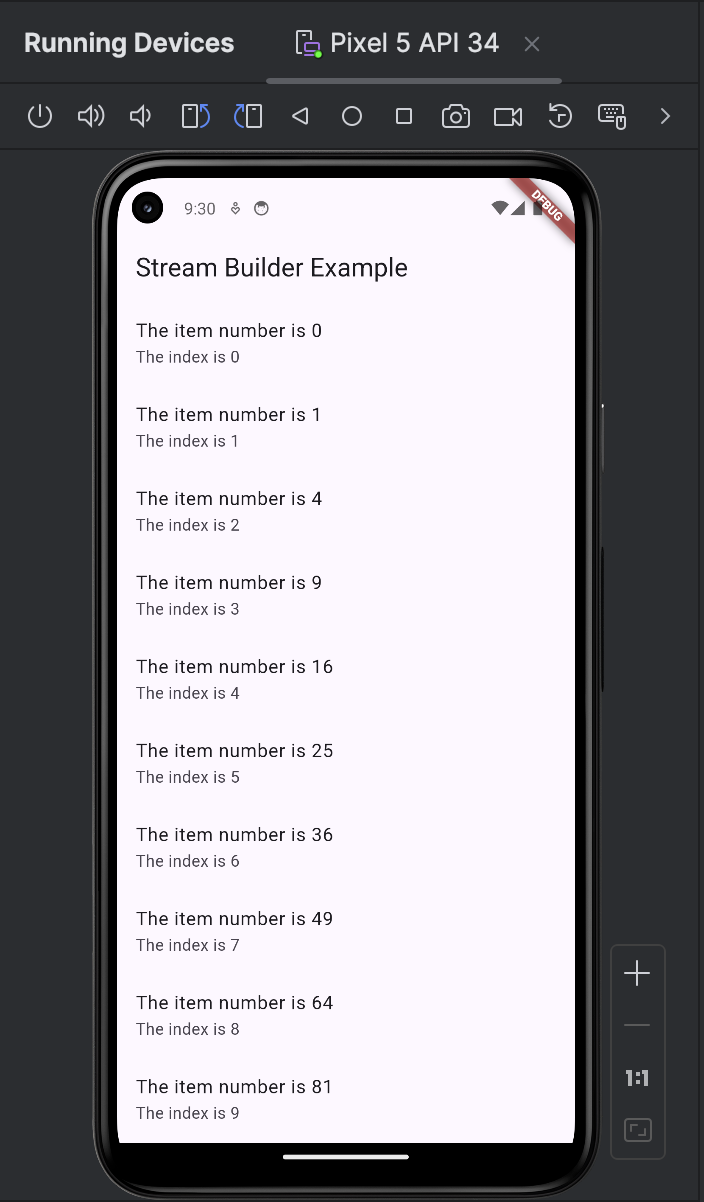 Running Devices
Pixel 5 API 34
9:30
DEBUG
Stream Builder Example
The item number is 0
The index is 0
The item number is 1
The index is 1
The item number is 4
The index is 2
The item number is 9
The index is 3
The item number is 16
The index is 4
The item number is 25
The index is 5
The item number is 36
The index is 6
The item number is 49
The index is 7
The item number is 64
The index is 8
The item number is 81
The index is 9
1:1